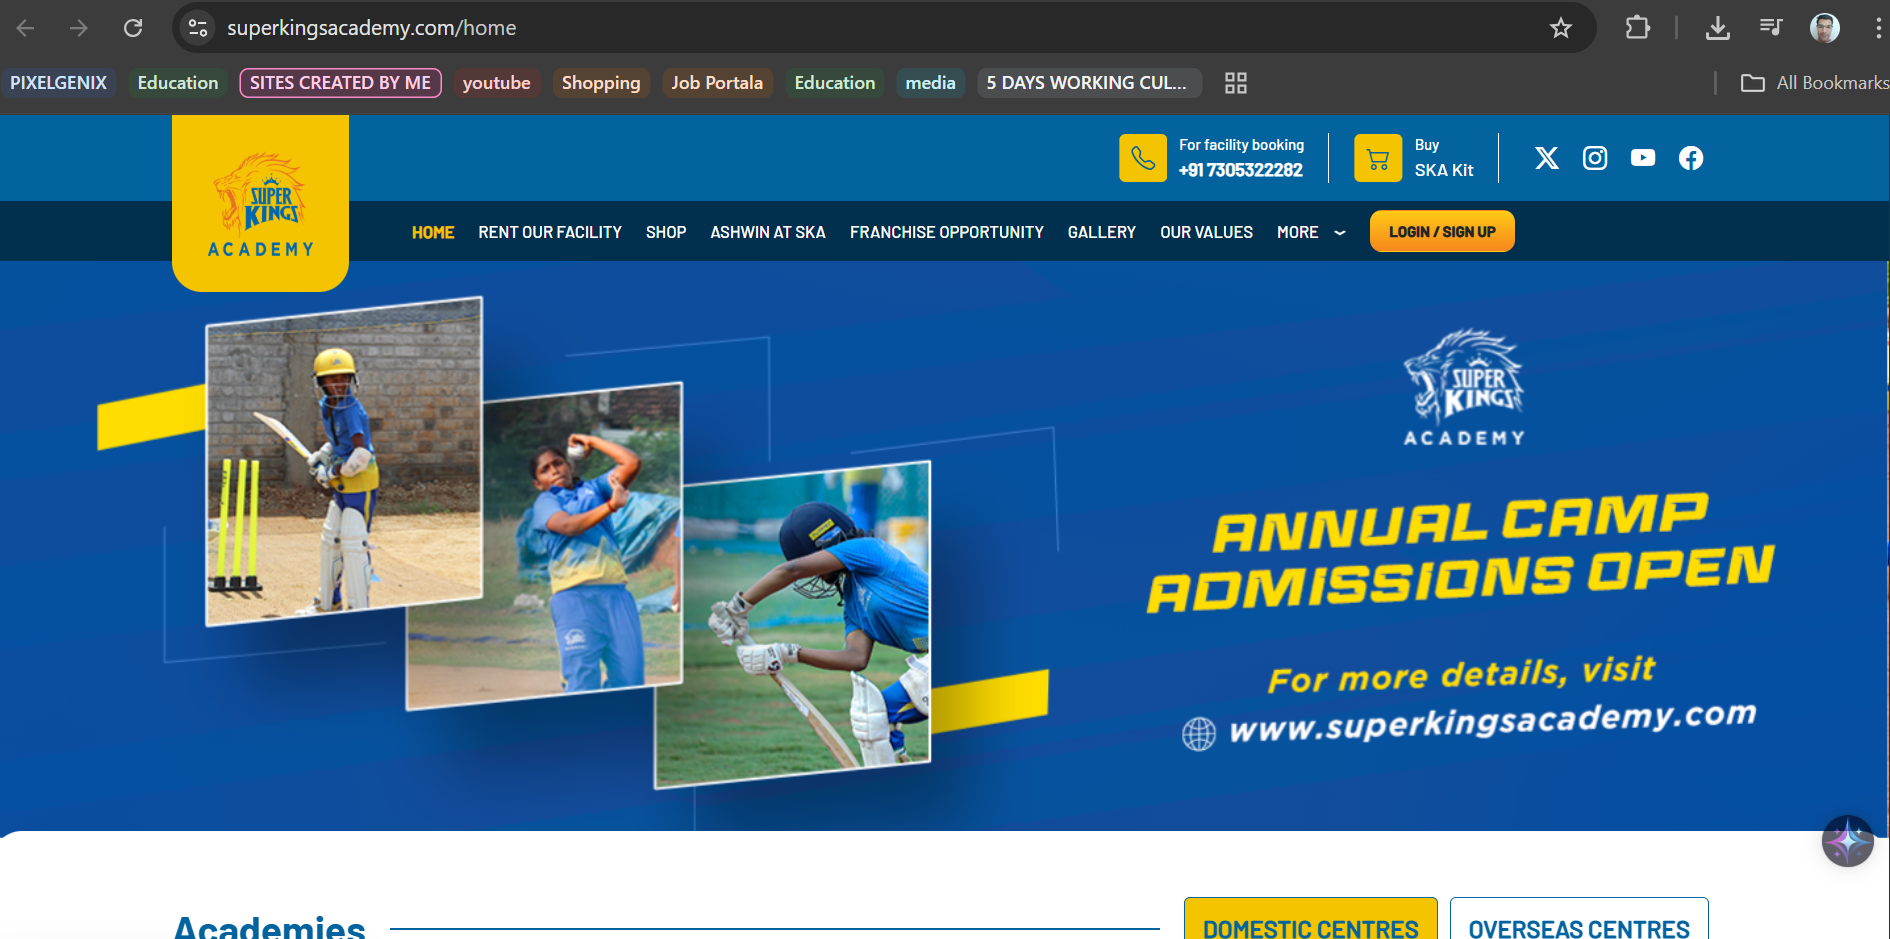 superkingsacademy.com/home
PIXELGENIX
Education
SITES CREATED BY ME
youtube
Shopping
Job Portala
Education
media
5 DAYS WORKING CUL...
All Bookmarks
SUPER
KINGS
ACADEMY
For facility booking
+91 7305322282
Buy
SKA Kit
HOME
RENT OUR FACILITY
SHOP
ASHWIN AT SKA
FRANCHISE OPPORTUNITY
GALLERY
OUR VALUES
MORE
LOGIN / SIGN UP
SUPER
KINGS
ACADEMY
ANNUAL CAMP
ADMISSIONS OPEN
For more details, visit
www.superkingsacademy.com
Academies
DOMESTIC CENTRES
OVERSEAS CENTRES